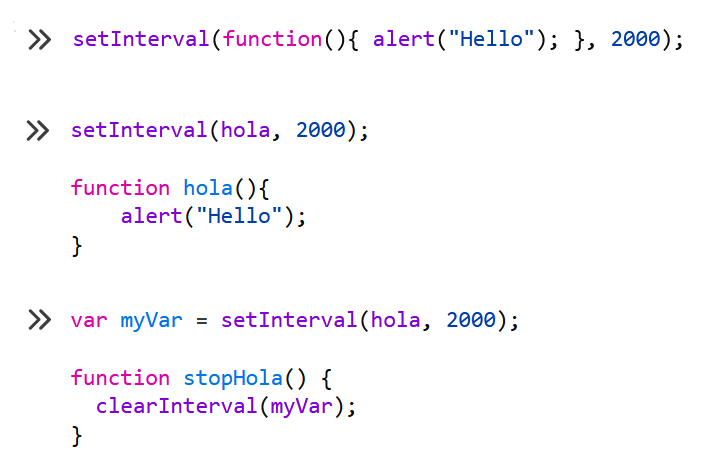 » setInterval(function(){ alert("Hello"); }, 2000);
» setInterval(hola, 2000);
function hola(){
    alert("Hello");
}
» var myVar = setInterval(hola, 2000);
function stopHola() {
  clearInterval(myVar);
}